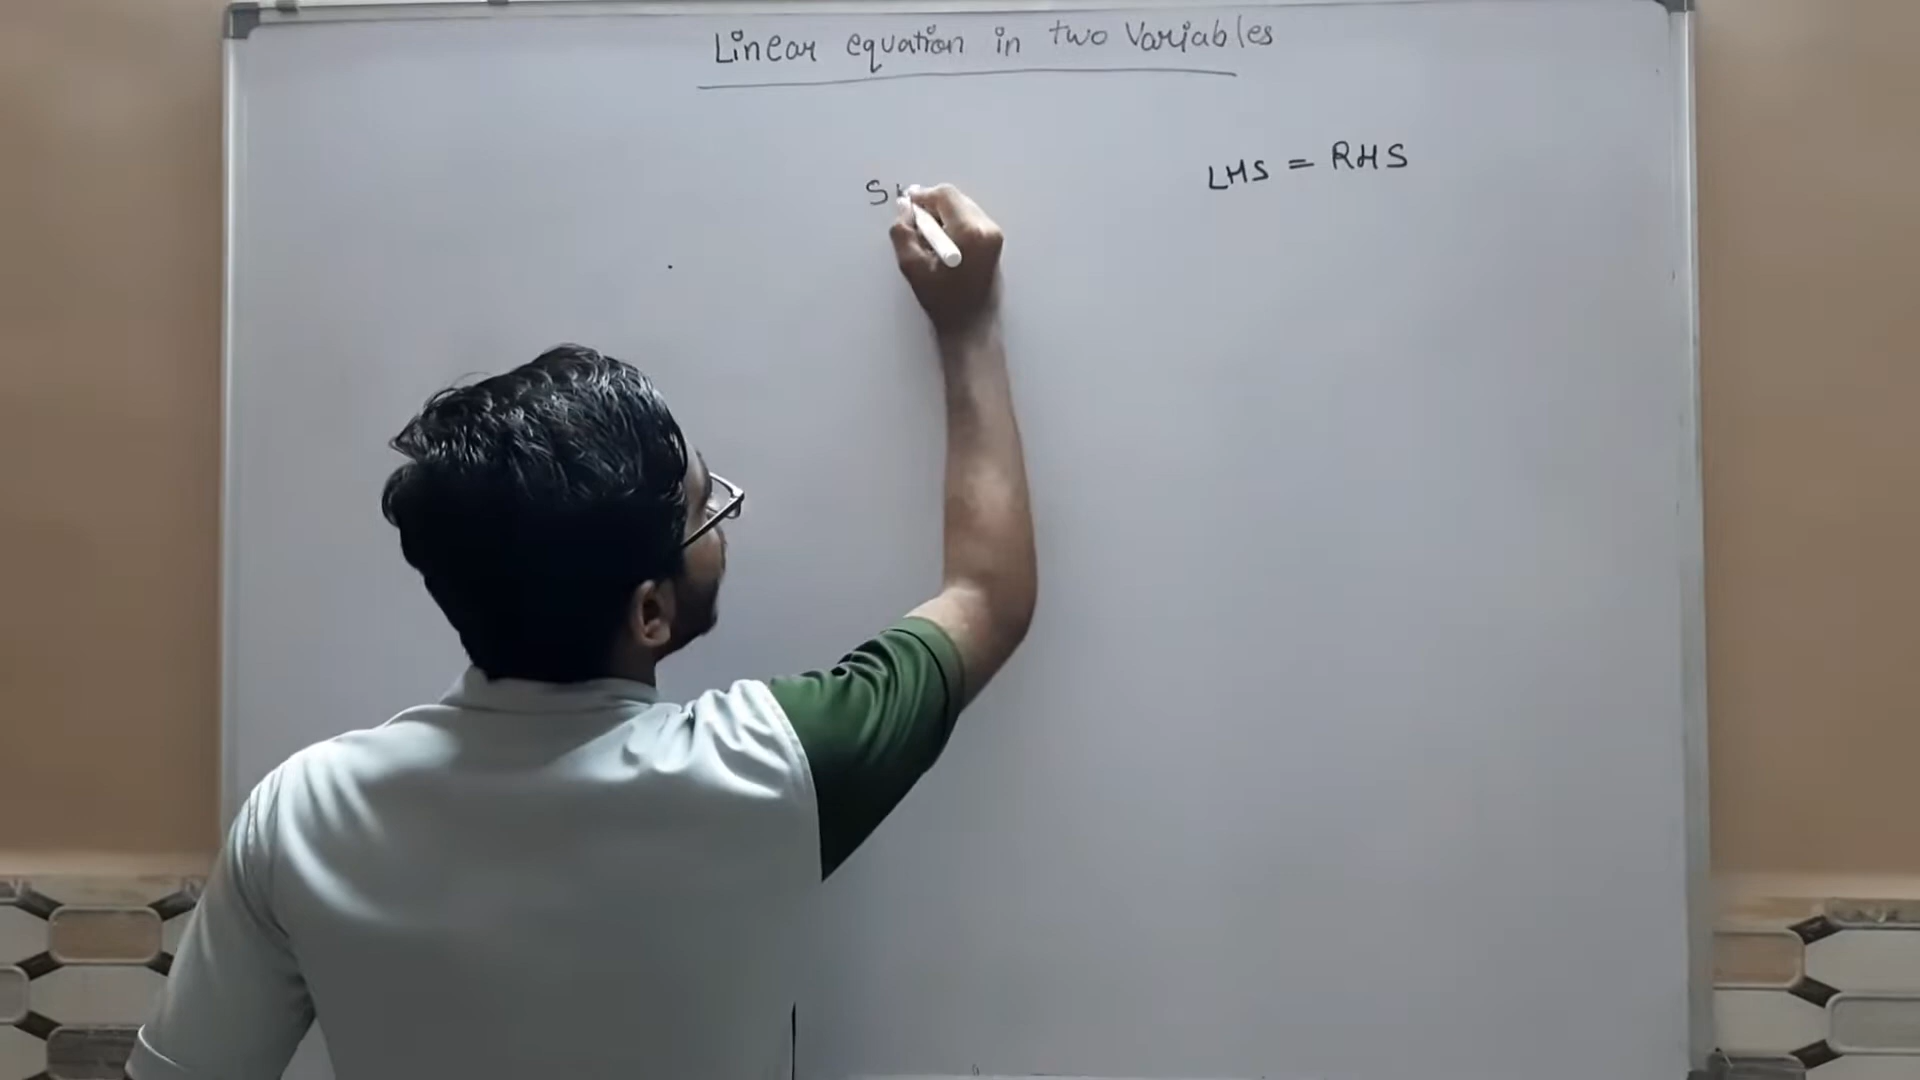 Linear equation in two Variables
LHS = RHS
S